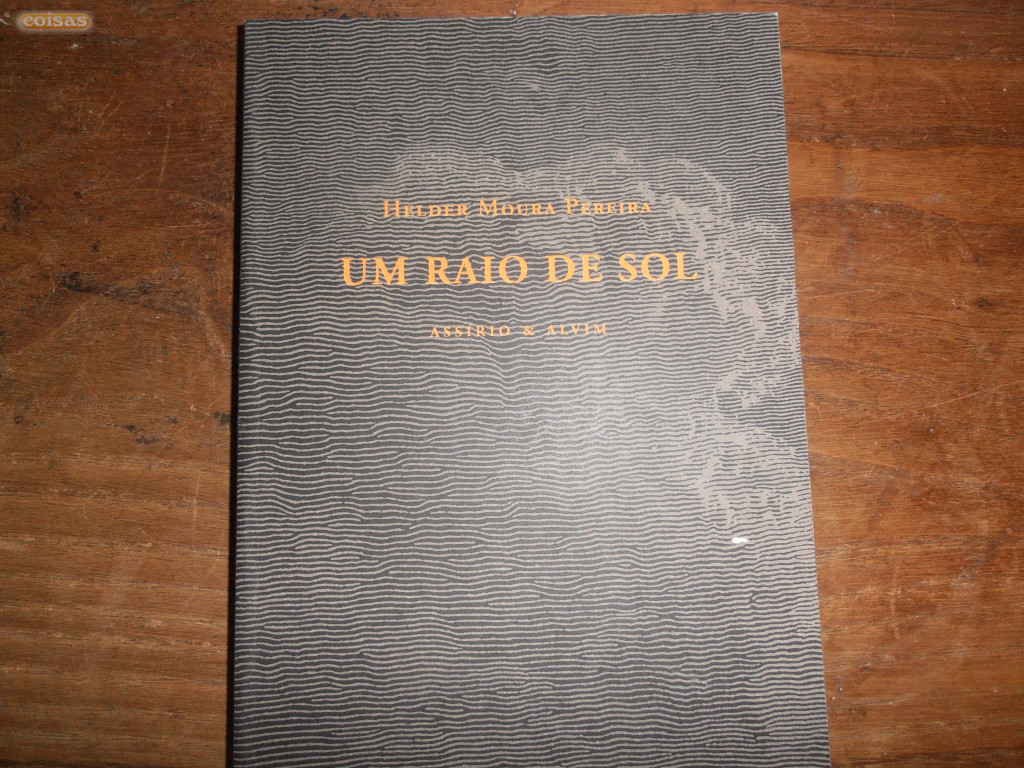 coisas
Helder Moura Pereira
UM RAIO DE SOL
ASSÍRIO & ALVIM